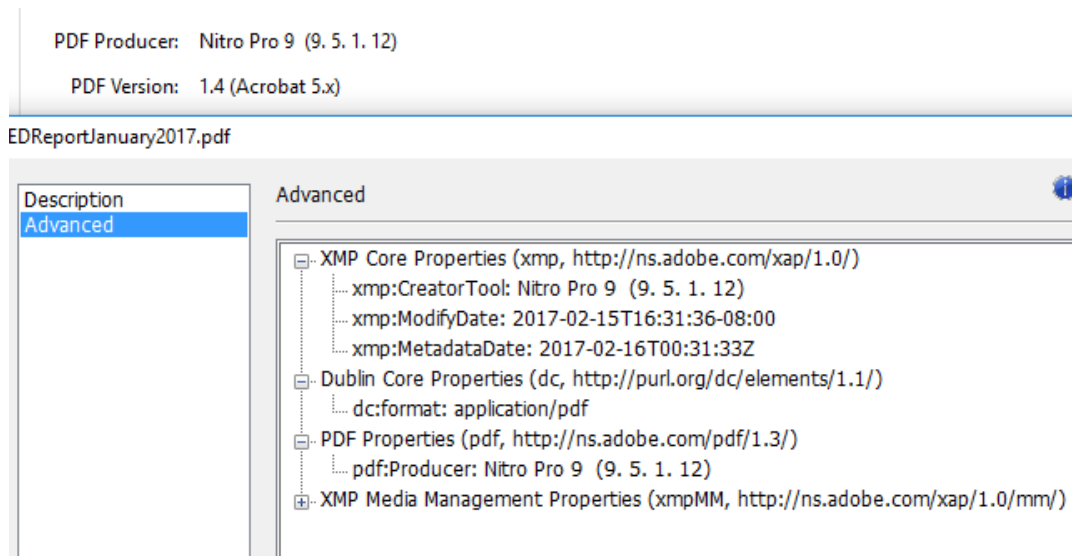 PDF Producer: Nitro Pro 9 (9. 5. 1. 12)
PDF Version: 1.4 (Acrobat 5.x)
EDReportJanuary2017.pdf
Description
Advanced
Advanced
XMP Core Properties (xmp, http://ns.adobe.com/xap/1.0/)
xmp:CreatorTool: Nitro Pro 9 (9. 5. 1. 12)
xmp:ModifyDate: 2017-02-15T16:31:36-08:00
xmp:MetadataDate: 2017-02-16T00:31:33Z
Dublin Core Properties (dc, http://purl.org/dc/elements/1.1/)
dc:format: application/pdf
PDF Properties (pdf, http://ns.adobe.com/pdf/1.3/)
pdf:Producer: Nitro Pro 9 (9. 5. 1. 12)
XMP Media Management Properties (xmpMM, http://ns.adobe.com/xap/1.0/mm/)